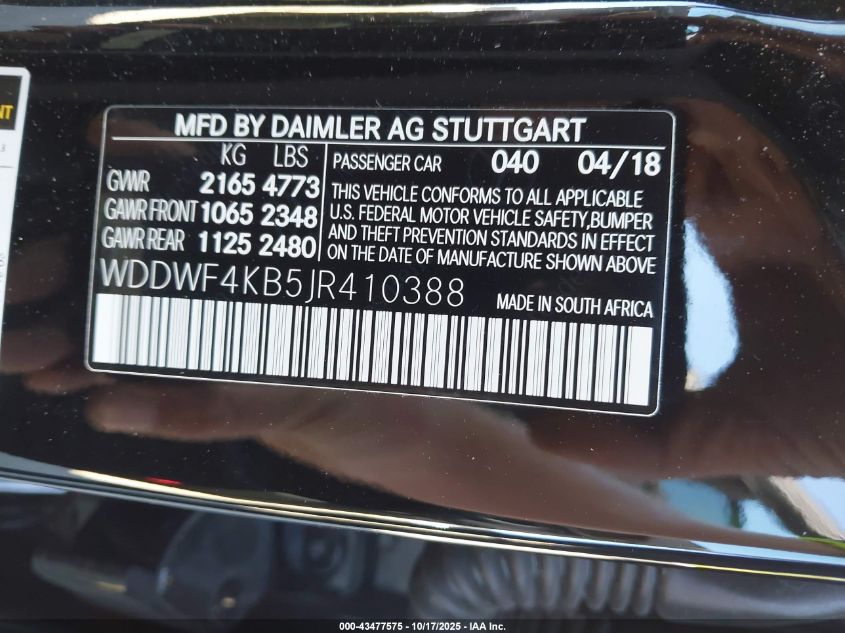 NT
3
MFD BY DAIMLER AG STUTTGART
KG LBS
GVWR 2165 4773
GAWR FRONT 1065 2348
GAWR REAR 1125 2480
PASSENGER CAR 040 04/18
THIS VEHICLE CONFORMS TO ALL APPLICABLE
U.S. FEDERAL MOTOR VEHICLE SAFETY,BUMPER
AND THEFT PREVENTION STANDARDS IN EFFECT
ON THE DATE OF MANUFACTURE SHOWN ABOVE
WDDWF4KB5JR410388
MADE IN SOUTH AFRICA
000-43477575 - 10/17/2025 - IAA Inc.